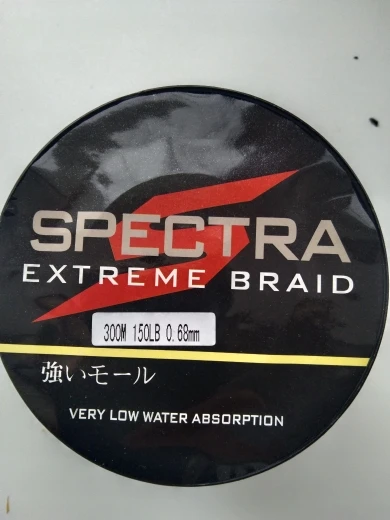 SPECTRA
EXTREME BRAID
300M 150LB 0.68mm
強いモール
VERY LOW WATER ABSORPTION